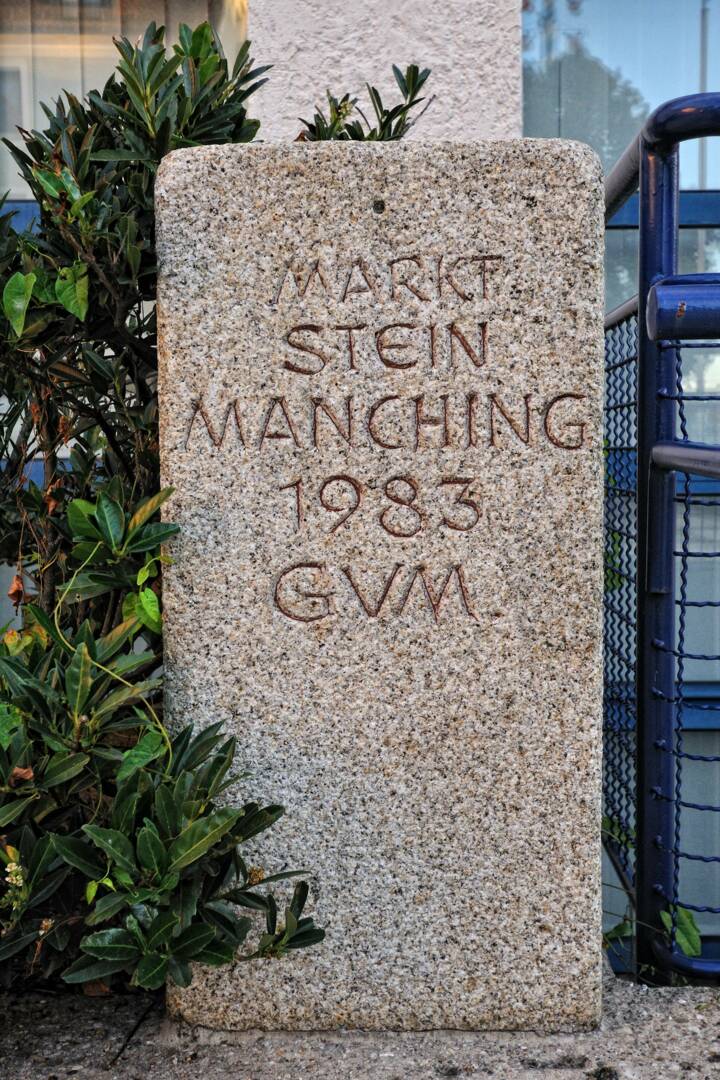 MARKT
STEIN
MANCHING
1983
GVM